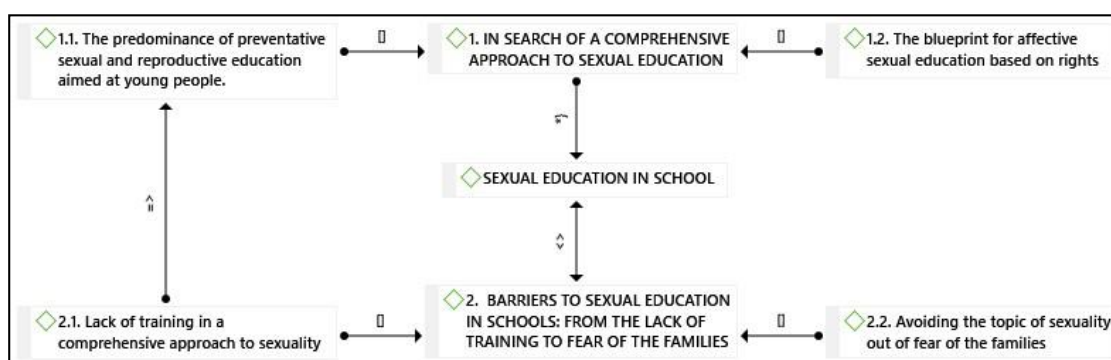 1.1. The predominance of preventative
sexual and reproductive education
aimed at young people.
[]
1. IN SEARCH OF A COMPREHENSIVE
APPROACH TO SEXUAL EDUCATION
[]
1.2. The blueprint for affective
sexual education based on rights
*}
SEXUAL EDUCATION IN SCHOOL
=>
<>
2.1. Lack of training in a
comprehensive approach to sexuality
[]
2. BARRIERS TO SEXUAL EDUCATION
IN SCHOOLS: FROM THE LACK OF
TRAINING TO FEAR OF THE FAMILIES
[]
2.2. Avoiding the topic of sexuality
out of fear of the families